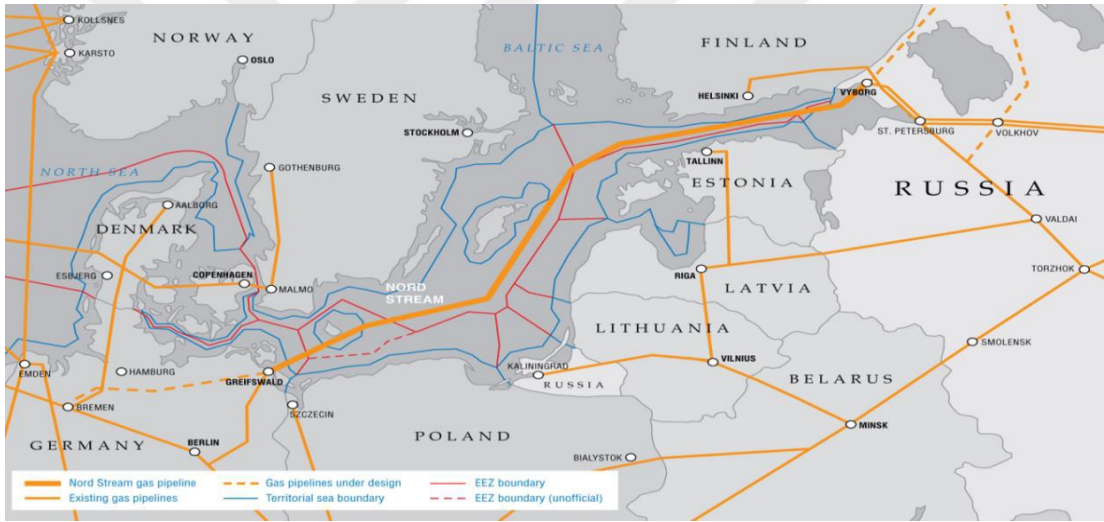 KOLLSNES
KARSTO
NORWAY
OSLO
SWEDEN
STOCKHOLM
BALTIC SEA
FINLAND
HELSINKI
VYBORG
ST. PETERSBURG
VOLKHOV
NORTH SEA
GOTHENBURG
AALBORG
DENMARK
ESBJERG
COPENHAGEN
MALMO
TALLINN
ESTONIA
RUSSIA
VALDAI
TORZHOK
NORD
STREAM
RIGA
LATVIA
LITHUANIA
SMOLENSK
KALININGRAD
RUSSIA
VILNIUS
BELARUS
EMDEN
HAMBURG
GREIFSWALD
BREMEN
SZCZECIN
MINSK
GERMANY
BERLIN
POLAND
BIALYSTOK
Nord Stream gas pipeline
Existing gas pipelines
Gas pipelines under design
Territorial sea boundary
EEZ boundary
EEZ boundary (unofficial)